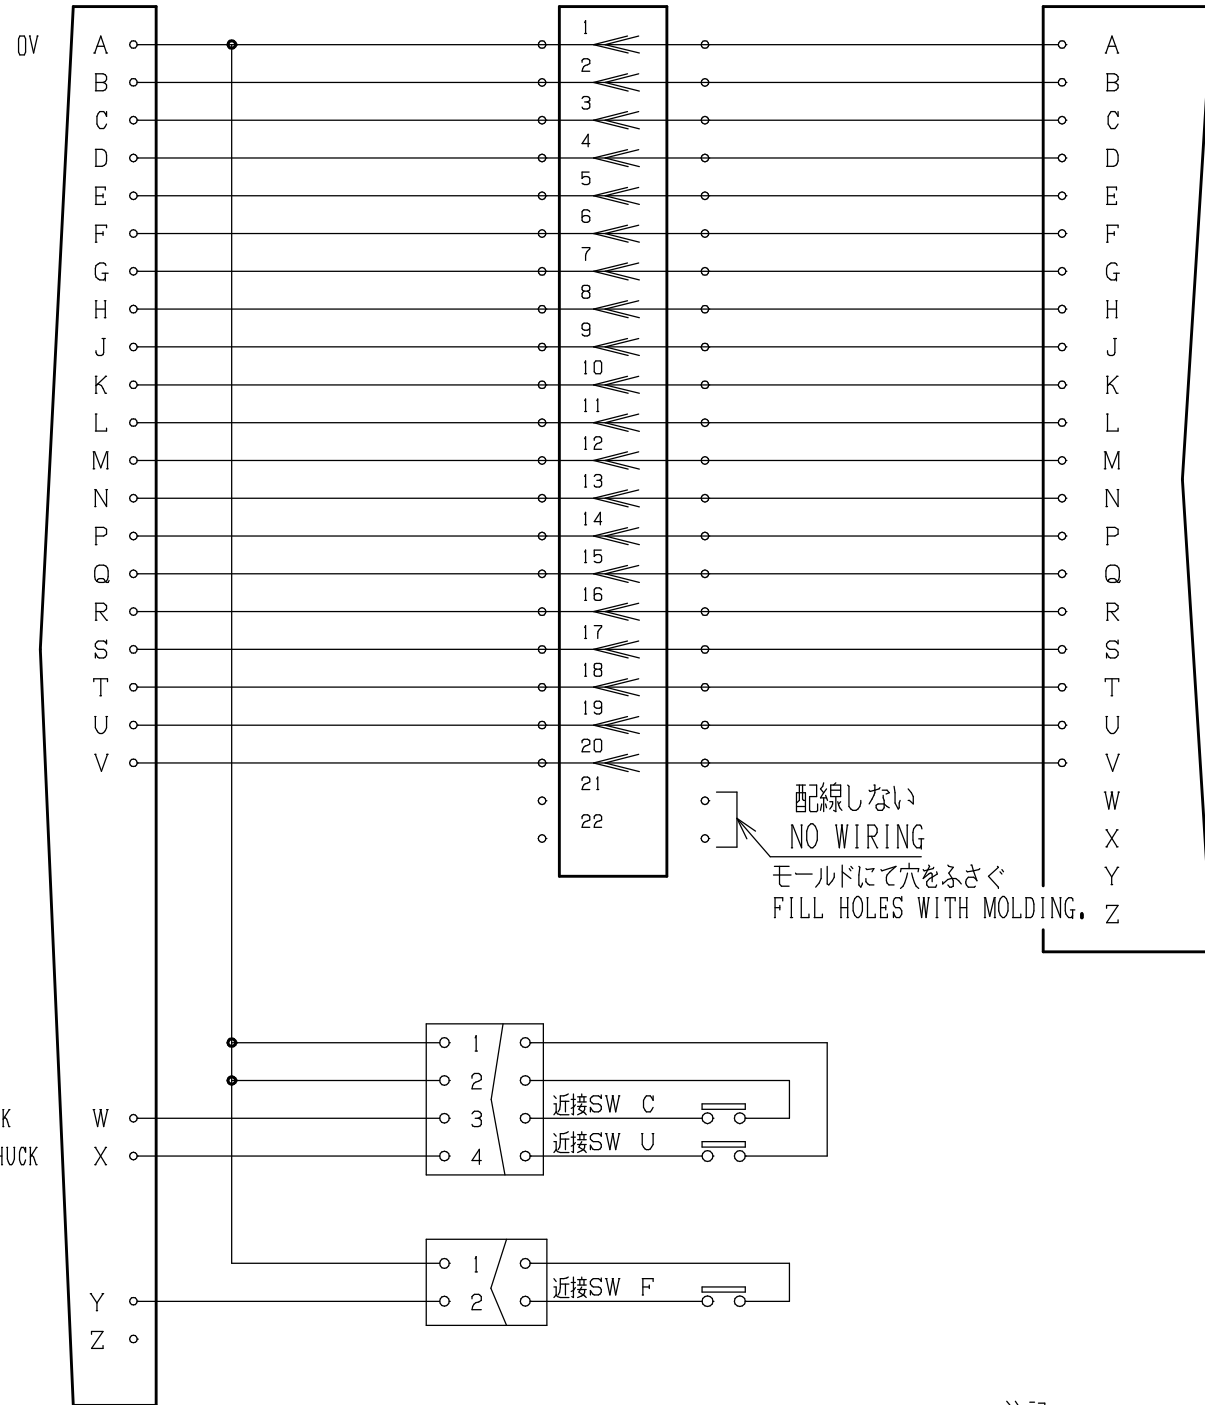 0V A 1 A
B 2 B
C 3 C
D 4 D
E 5 E
F 6 F
G 7 G
H 8 H
J 9 J
K 10 K
L 11 L
M 12 M
N 13 N
P 14 P
Q 15 Q
R 16 R
S 17 S
T 18 T
U 19 U
V 20 V
21 配線しない W
22 NO WIRING X
モールドにて穴をふさぐ Y
FILL HOLES WITH MOLDING. Z
1
2
K W 3 近接SW C
HUCK X 4 近接SW U
1
Y 2 近接SW F
Z